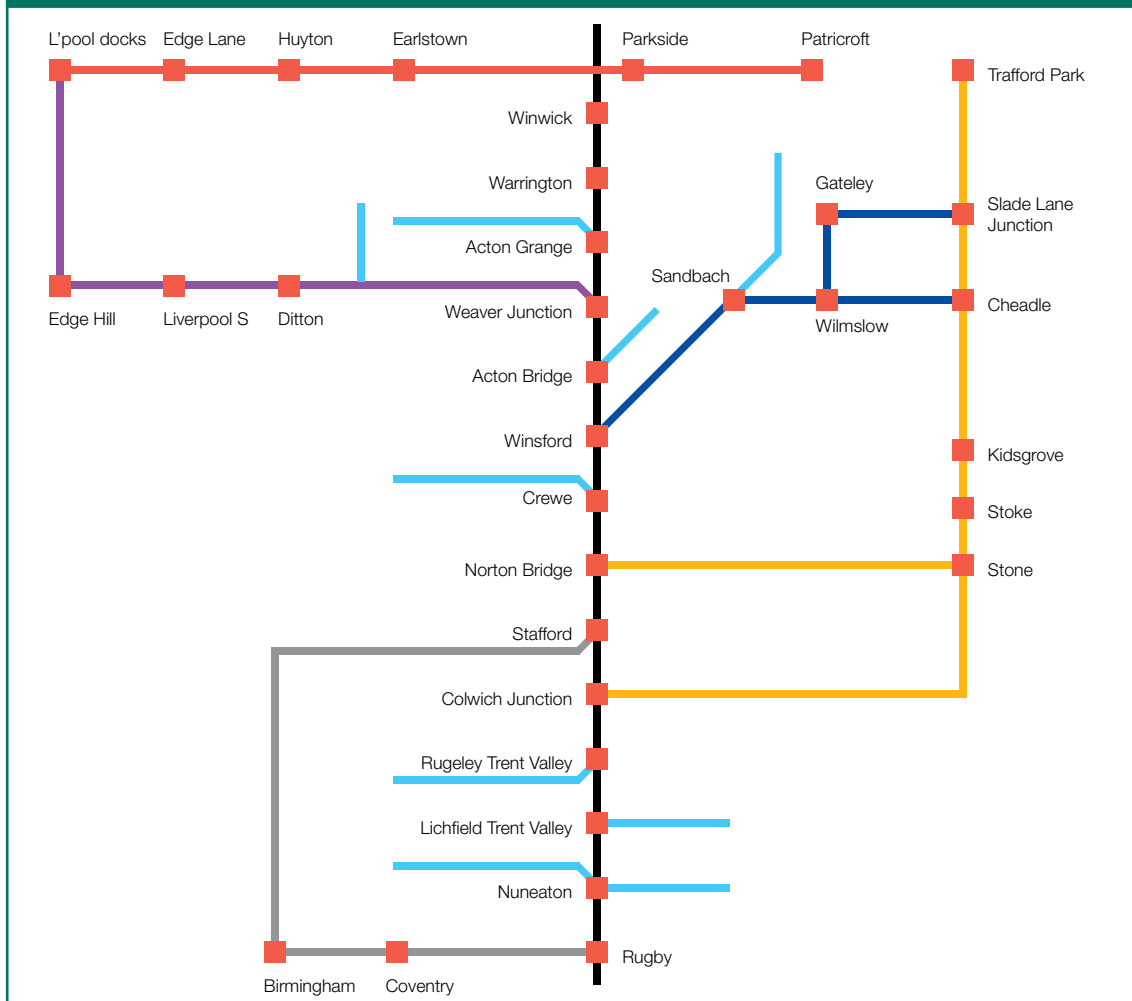 L'pool docks
Edge Lane
Huyton
Earlstown
Parkside
Patricroft
Trafford Park
Winwick
Warrington
Gateley
Slade Lane
Junction
Acton Grange
Sandbach
Edge Hill
Liverpool S
Ditton
Weaver Junction
Wilmslow
Cheadle
Acton Bridge
Winsford
Kidsgrove
Crewe
Stoke
Norton Bridge
Stone
Stafford
Colwich Junction
Rugeley Trent Valley
Lichfield Trent Valley
Nuneaton
Rugby
Birmingham
Coventry